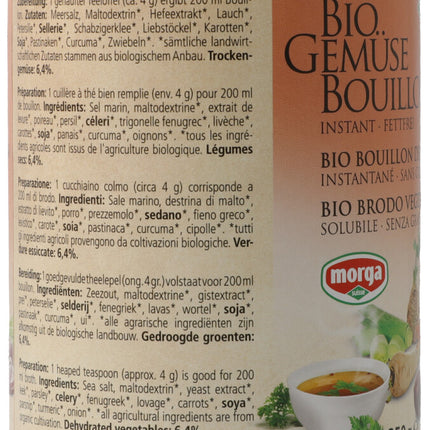 Zubereitung: 1 gehäufter Teelöffel (ca. 4 g) ergibt 200 ml Bouil-
lon. Zutaten: Meersalz, Maltodextrin*, Hefeextrakt*, Lauch*,
Petersilie*, Sellerie*, Schabzigerklee*, Liebstöckel*, Karotten*,
Soja*, Pastinaken*, Curcuma*, Zwiebeln*. *sämtliche landwirt-
schaftlichen Zutaten stammen aus biologischem Anbau. Trocken-
gemüse: 6,4%.
Préparation: 1 cuillère à thé bien remplie (env. 4 g) pour 200 ml
de bouillon. Ingrédients: Sel marin, maltodextrine*, extrait de
levure*, poireau*, persil*, céleri*, trigonelle fenugrec*, livèche*,
carottes*, soja*, panais*, curcuma*, oignons*. *tous les ingré-
dients agricoles sont issus de l'agriculture biologique. Légumes
secs: 6,4%.
Preparazione: 1 cucchiaino colmo (circa 4 g) corrisponde a
200 ml di brodo. Ingredienti: Sale marino, destrina di malto*,
estratto di lievito*, porro*, prezzemolo*, sedano*, fieno greco*,
levistico*, carote*, soia*, pastinaca*, curcuma*, cipolle*. *tutti
gli ingredienti agricoli provengono da coltivazioni biologiche. Ver-
dure essiccate: 6,4%.
Bereiding: 1 goedgevulde theelepel (ong. 4 gr.) volstaat voor 200 ml
bouillon. Ingrediënten: Zeezout, maltodextrine*, gistextract*,
prei*, peterselie*, selderij*, fenegriek*, lavas*, wortel*, soja*,
pastinaak*, curcuma*, ui*. *alle agrarische ingrediënten zijn
afkomstig uit de biologische landbouw. Gedroogde groenten:
6,4%.
Preparation: 1 heaped teaspoon (approx. 4 g) is good for 200
ml broth. Ingredients: Sea salt, maltodextrin*, yeast extract*,
leek*, parsley*, celery*, fenugreek*, lovage*, carrots*, soya*,
parsnip*, turmeric*, onion*. *all agricultural ingredients are from
organic cultivation. Dehydrated vegetables: 6,4%.
BIO
GEMÜSE
BOUILLO
INSTANT - FETTFREI
BIO BOUILLON D
INSTANTANÉ - SAN
BIO BRODO VEG
SOLUBILE - SENZA G
morga